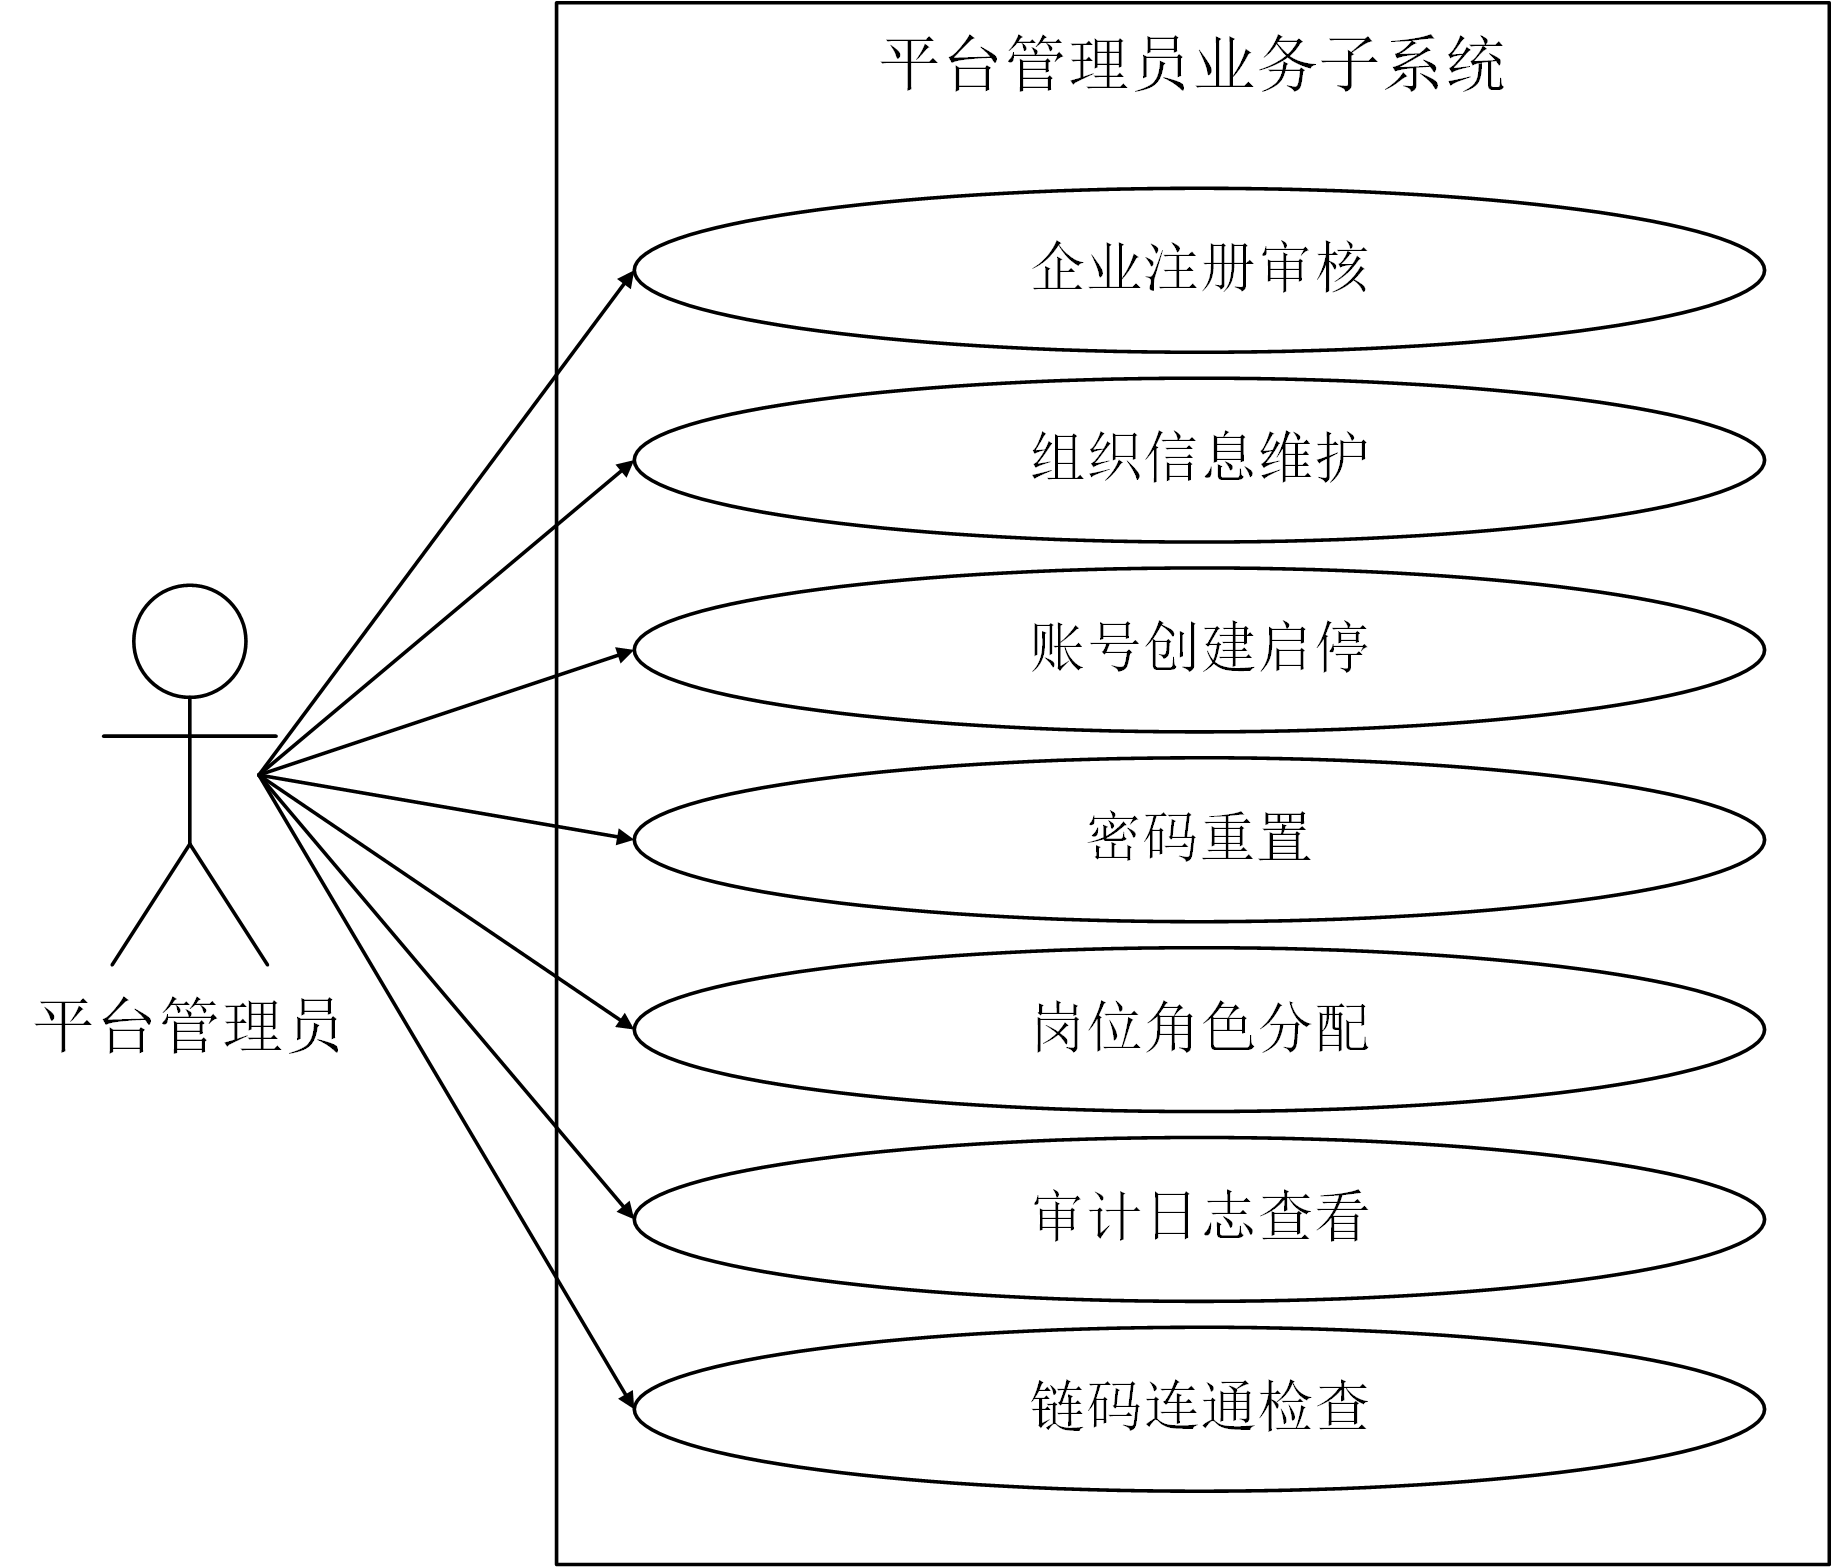 平台管理员业务子系统
企业注册审核
组织信息维护
账号创建启停
密码重置
岗位角色分配
审计日志查看
链码连通检查
平台管理员